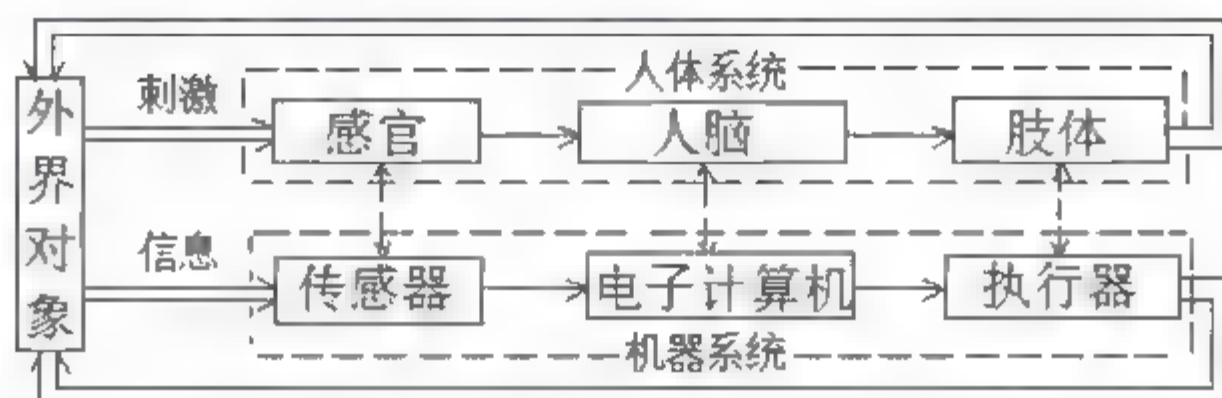 人体系统
刺激
感官
人脑
肢体
外界对象
信息
传感器
电子计算机
执行器
机器系统